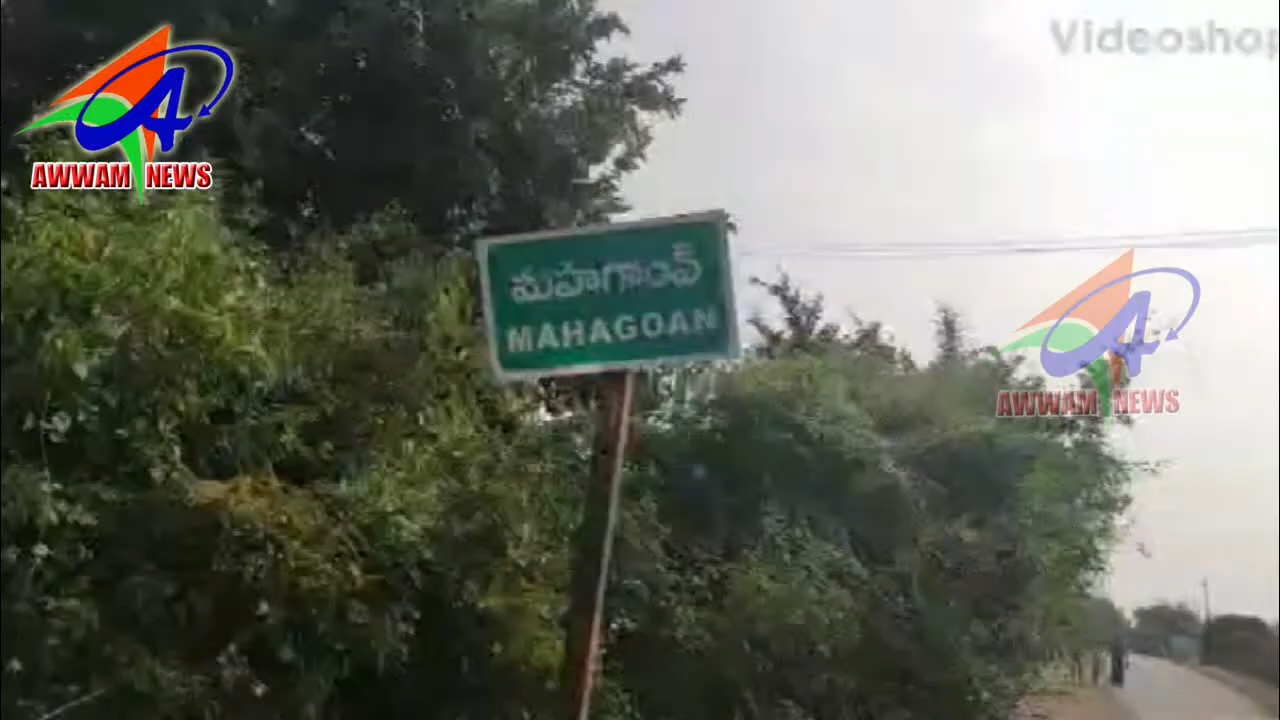 Videoshop
AWWAM NEWS
మహాగాంవ్
MAHAGOAN
AWWAM NEWS